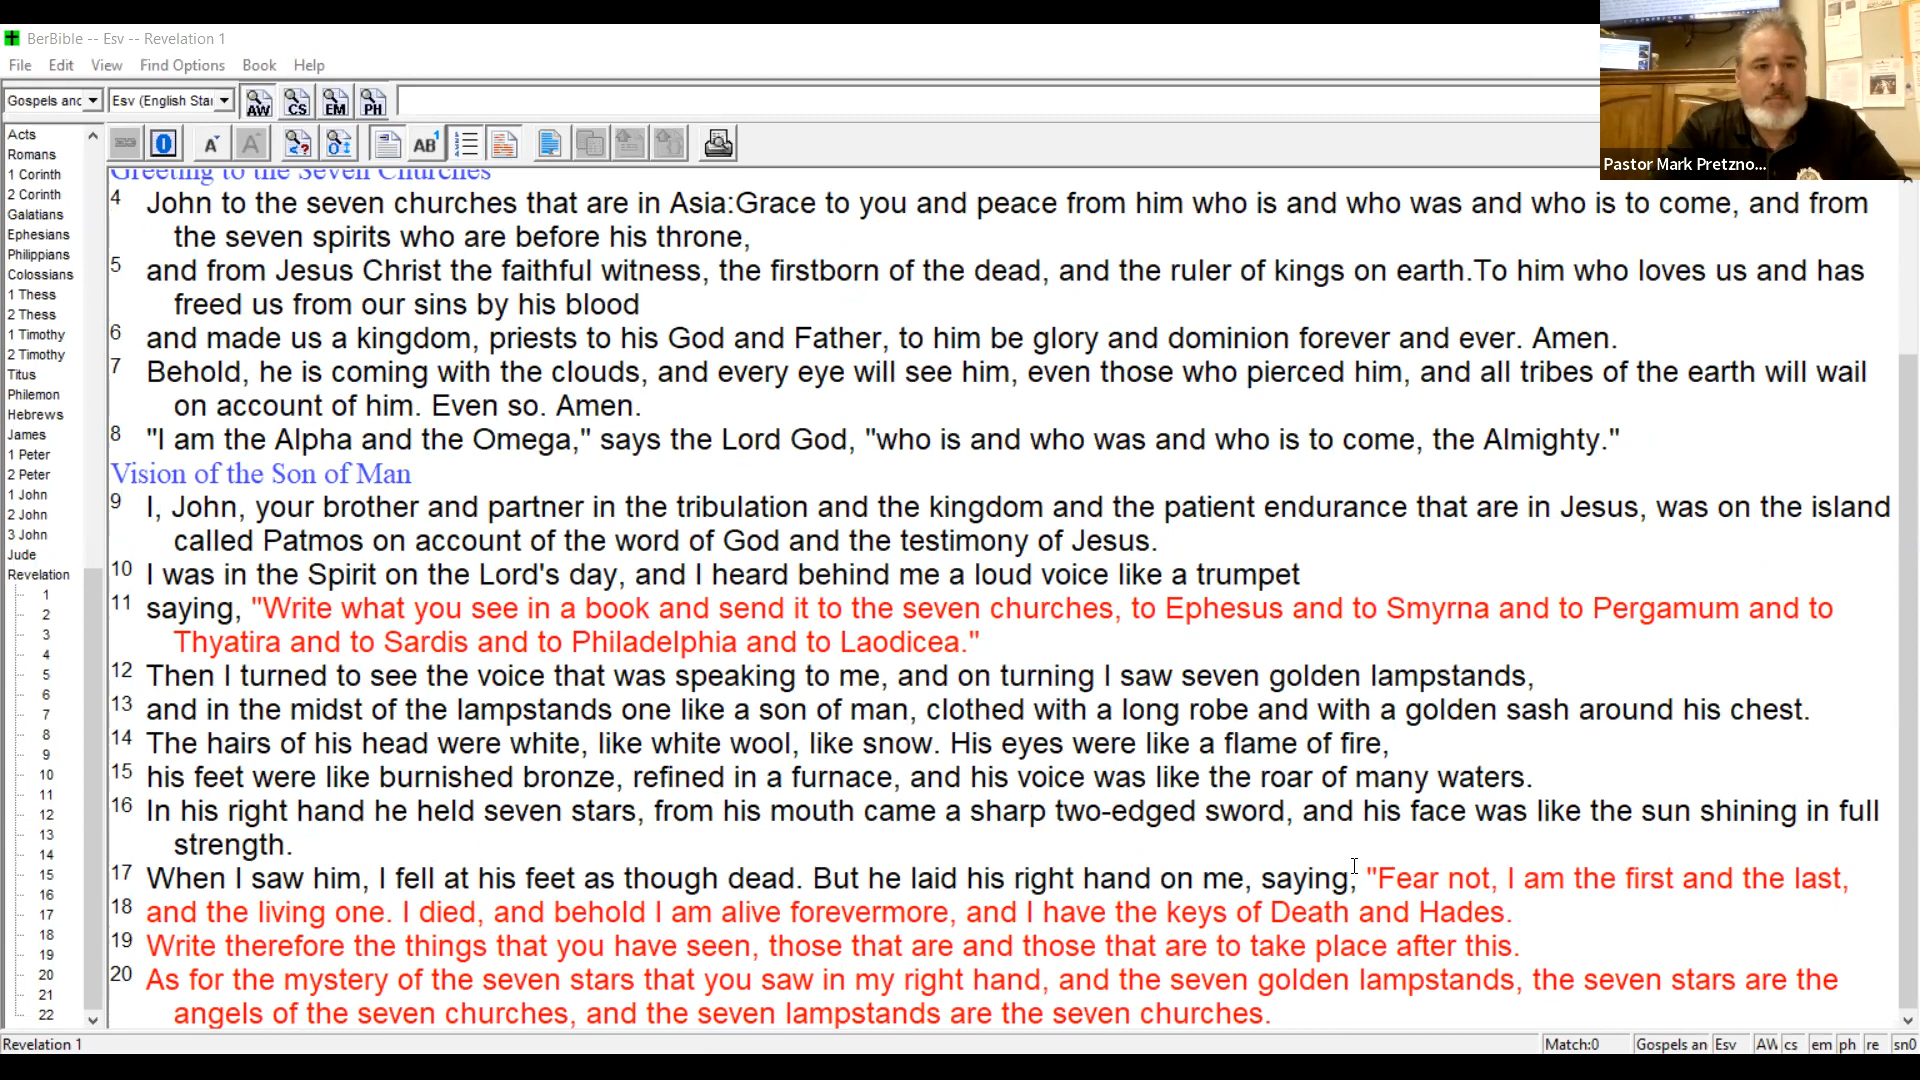 BerBible -- Esv -- Revelation 1
File Edit View Find Options Book Help
Gospels anc Esv (English Star AW CS EM PH
Acts
Romans
1 Corinth
2 Corinth
Galatians
Ephesians
Philippians
Colossians
1 Thess
2 Thess
1 Timothy
2 Timothy
Titus
Philemon
Hebrews
James
1 Peter
2 Peter
1 John
2 John
3 John
Jude
Revelation
1
2
3
4
5
6
7
8
9
10
11
12
13
14
15
16
17
18
19
20
21
22
Greeting to the Seven Churches
4 John to the seven churches that are in Asia:Grace to you and peace from him who is and who was and who is to come, and from
the seven spirits who are before his throne,
5 and from Jesus Christ the faithful witness, the firstborn of the dead, and the ruler of kings on earth.To him who loves us and has
freed us from our sins by his blood
6 and made us a kingdom, priests to his God and Father, to him be glory and dominion forever and ever. Amen.
7 Behold, he is coming with the clouds, and every eye will see him, even those who pierced him, and all tribes of the earth will wail
on account of him. Even so. Amen.
8 "I am the Alpha and the Omega," says the Lord God, "who is and who was and who is to come, the Almighty."
Vision of the Son of Man
9 I, John, your brother and partner in the tribulation and the kingdom and the patient endurance that are in Jesus, was on the island
called Patmos on account of the word of God and the testimony of Jesus.
10 I was in the Spirit on the Lord's day, and I heard behind me a loud voice like a trumpet
11 saying, "Write what you see in a book and send it to the seven churches, to Ephesus and to Smyrna and to Pergamum and to
Thyatira and to Sardis and to Philadelphia and to Laodicea."
12 Then I turned to see the voice that was speaking to me, and on turning I saw seven golden lampstands,
13 and in the midst of the lampstands one like a son of man, clothed with a long robe and with a golden sash around his chest.
14 The hairs of his head were white, like white wool, like snow. His eyes were like a flame of fire,
15 his feet were like burnished bronze, refined in a furnace, and his voice was like the roar of many waters.
16 In his right hand he held seven stars, from his mouth came a sharp two-edged sword, and his face was like the sun shining in full
strength.
17 When I saw him, I fell at his feet as though dead. But he laid his right hand on me, saying, "Fear not, I am the first and the last,
18 and the living one. I died, and behold I am alive forevermore, and I have the keys of Death and Hades.
19 Write therefore the things that you have seen, those that are and those that are to take place after this.
20 As for the mystery of the seven stars that you saw in my right hand, and the seven golden lampstands, the seven stars are the
angels of the seven churches, and the seven lampstands are the seven churches.
Pastor Mark Pretzno...
Revelation 1 Match:0 Gospels an Esv AW cs em ph re sn0